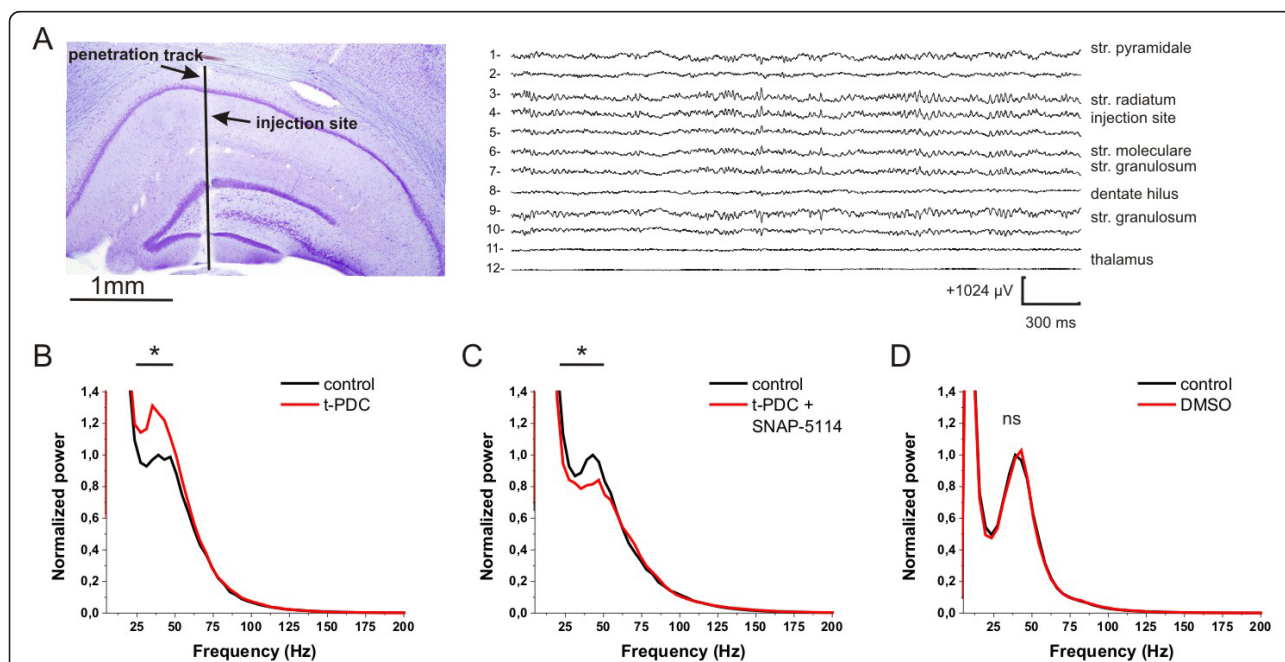 A
penetration track
injection site
1mm
1-
2-
3-
4-
5-
6-
7-
8-
9-
10-
11-
12-
str. pyramidale
str. radiatum
injection site
str. moleculare
str. granulosum
dentate hilus
str. granulosum
thalamus
+1024 µV
300 ms
B
*
control
t-PDC
1,4
1,2
1,0
0,8
0,6
0,4
0,2
0,0
Normalized power
25 50 75 100 125 150 175 200
Frequency (Hz)
C
*
control
t-PDC +
SNAP-5114
1,4
1,2
1,0
0,8
0,6
0,4
0,2
0,0
Normalized power
25 50 75 100 125 150 175 200
Frequency (Hz)
D
control
DMSO
ns
1,4
1,2
1,0
0,8
0,6
0,4
0,2
0,0
Normalized power
25 50 75 100 125 150 175 200
Frequency (Hz)